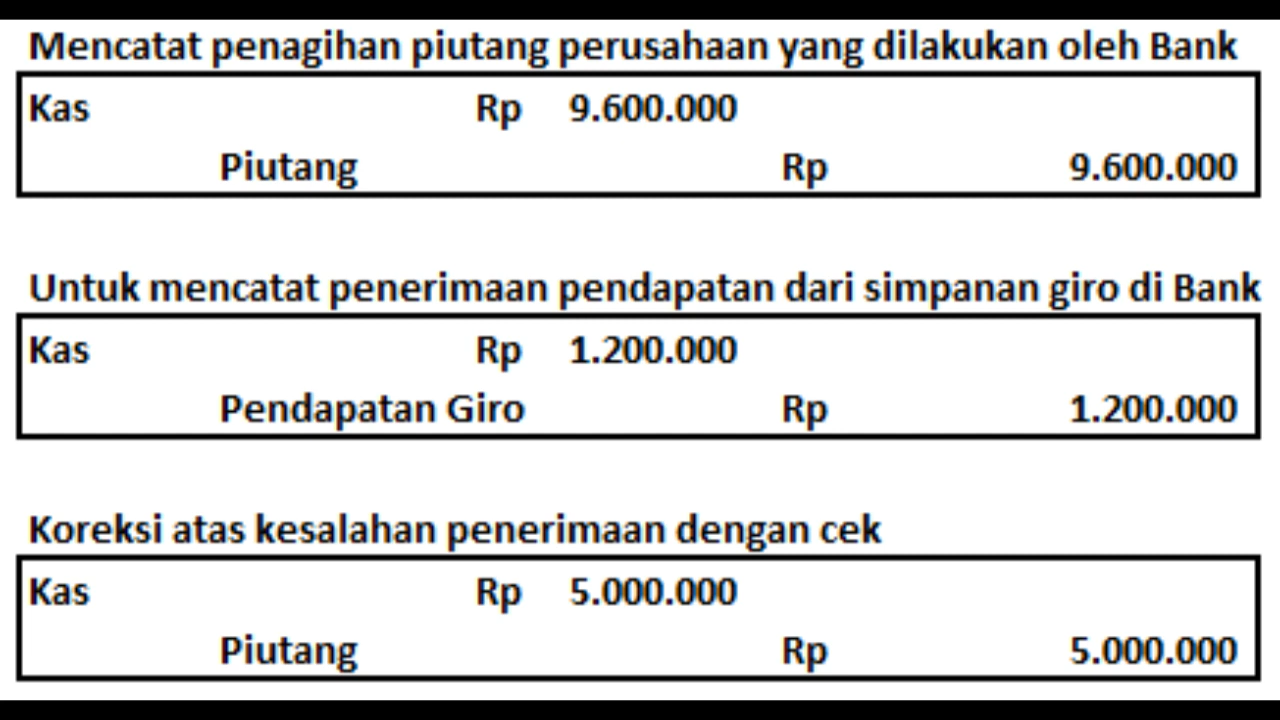 Mencatat penagihan piutang perusahaan yang dilakukan oleh Bank
Kas Rp 9.600.000
Piutang Rp 9.600.000
Untuk mencatat penerimaan pendapatan dari simpanan giro di Bank
Kas Rp 1.200.000
Pendapatan Giro Rp 1.200.000
Koreksi atas kesalahan penerimaan dengan cek
Kas Rp 5.000.000
Piutang Rp 5.000.000